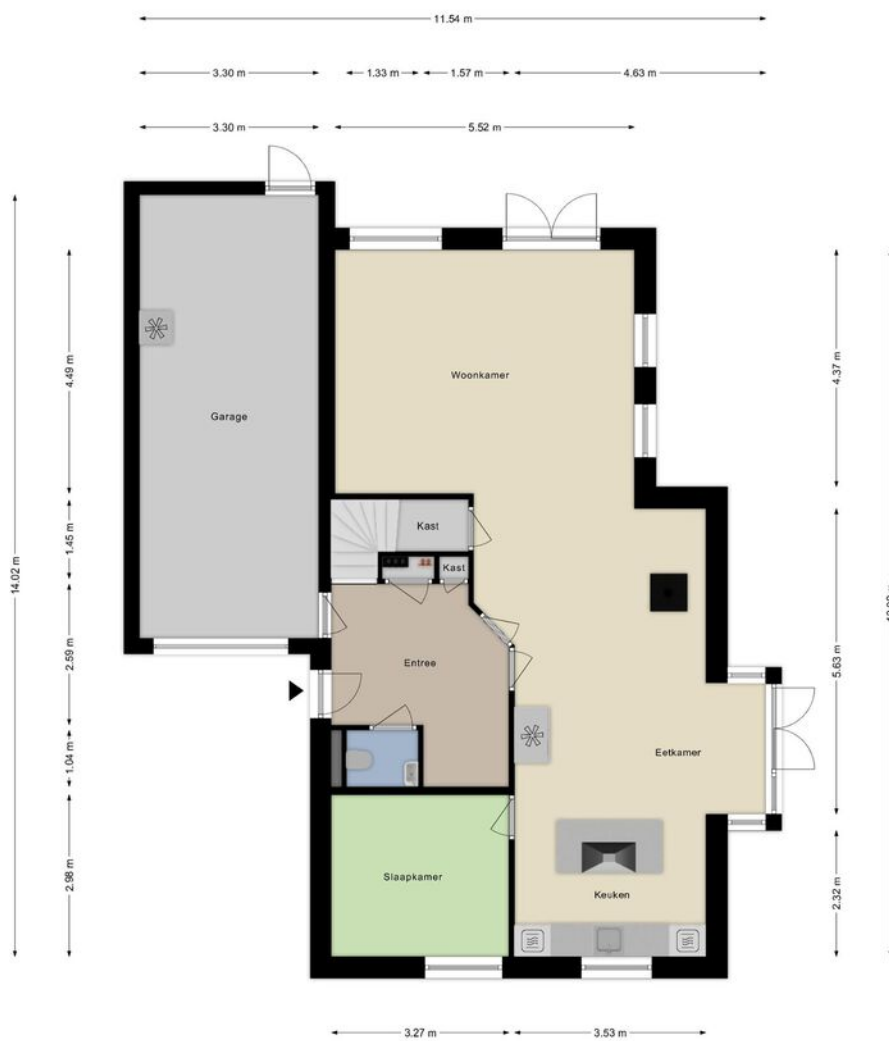 11.54 m
3.30 m
1.33 m
1.57 m
4.63 m
3.30 m
5.52 m
14.02 m
4.49 m
1.45 m
2.59 m
1.04 m
2.98 m
Garage
Woonkamer
Kast
Kast
Entree
Eetkamer
Slaapkamer
Keuken
4.37 m
5.63 m
2.32 m
3.27 m
3.53 m